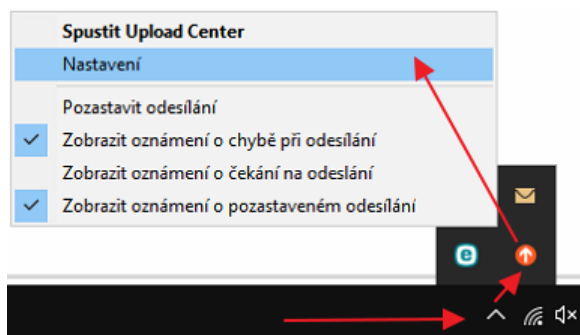 Spustit Upload Center
Nastavení
Pozastavit odesílání
Zobrazit oznámení o chybě při odesílání
Zobrazit oznámení o čekání na odeslání
Zobrazit oznámení o pozastaveném odesílání